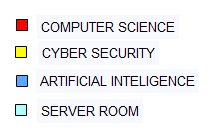 COMPUTER SCIENCE
CYBER SECURITY
ARTIFICIAL INTELIGENCE
SERVER ROOM